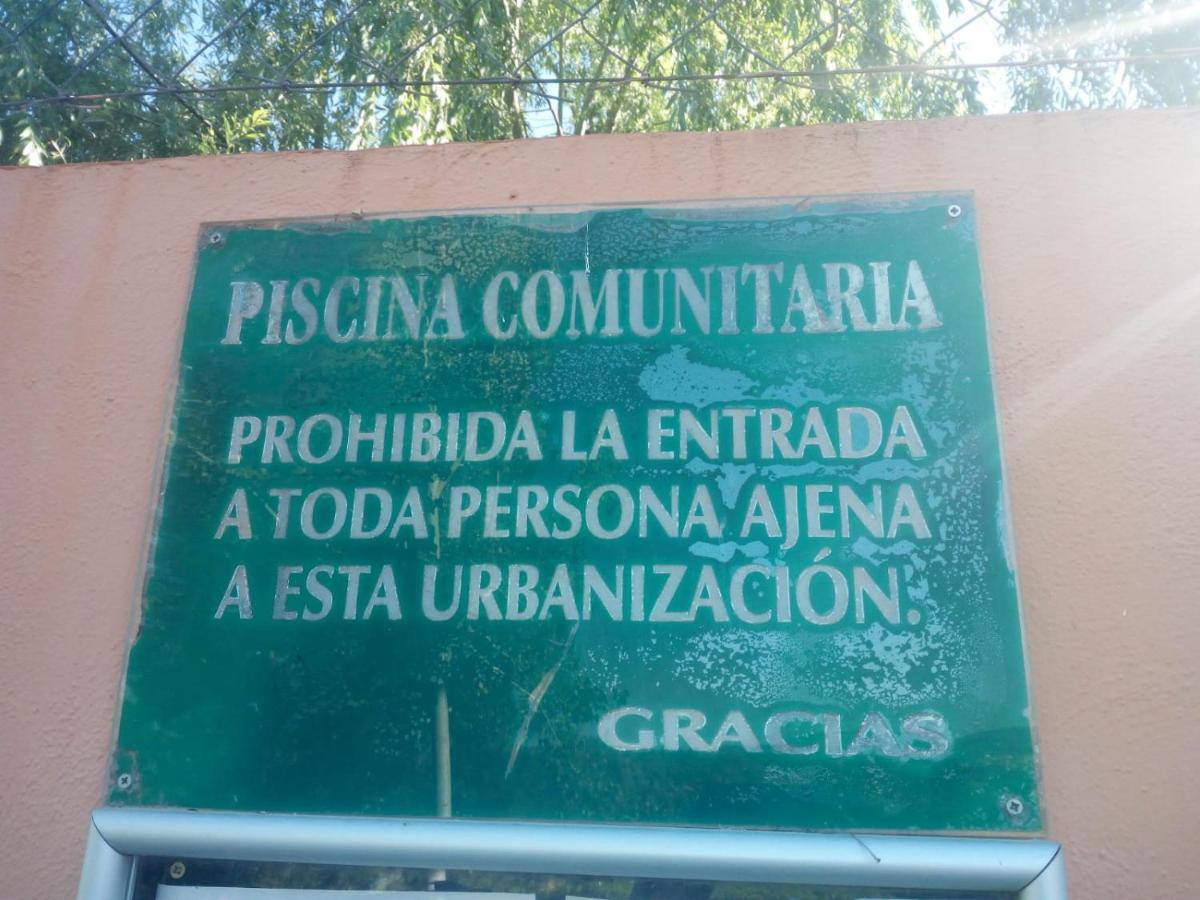 PISCINA COMUNITARIA
PROHIBIDA LA ENTRADA
A TODA PERSONA AJENA
A ESTA URBANIZACIÓN.
GRACIAS